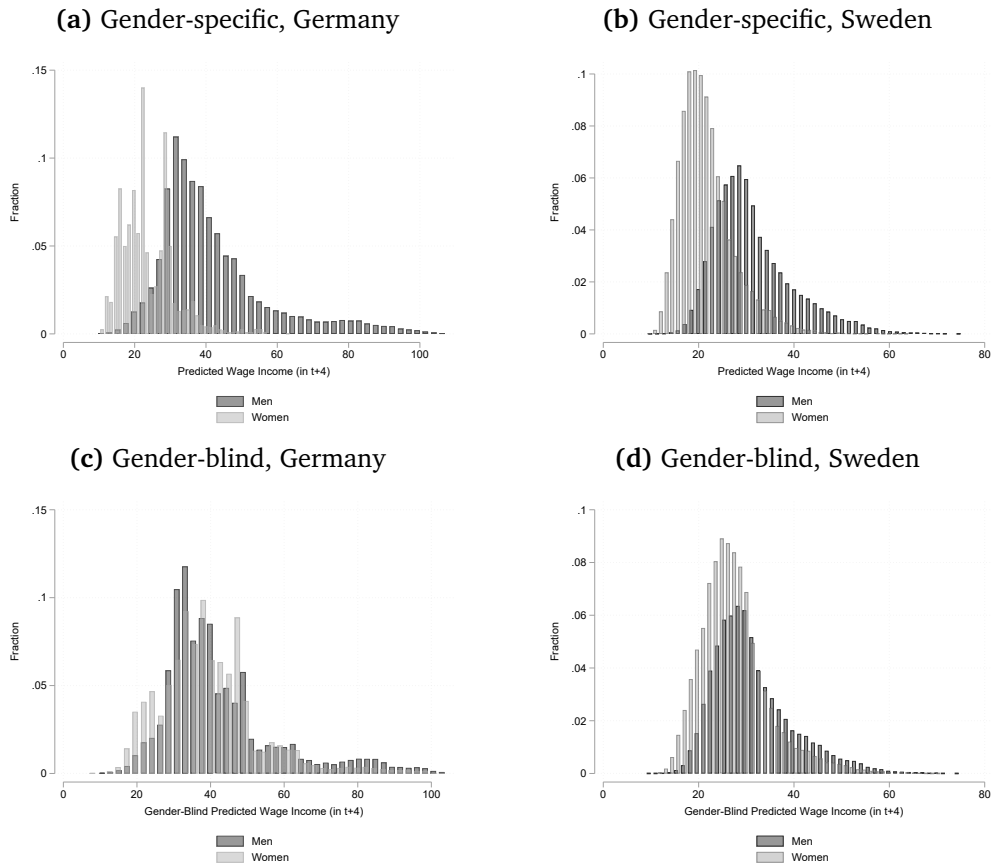 (a) Gender-specific, Germany
.15
.1
.05
0
Fraction
0 20 40 60 80 100
Predicted Wage Income (in t+4)
Men
Women
(b) Gender-specific, Sweden
.1
.08
.06
.04
.02
0
Fraction
0 20 40 60 80
Predicted Wage Income (in t+4)
Men
Women
(c) Gender-blind, Germany
.15
.1
.05
0
Fraction
0 20 40 60 80 100
Gender-Blind Predicted Wage Income (in t+4)
Men
Women
(d) Gender-blind, Sweden
.1
.08
.06
.04
.02
0
Fraction
0 20 40 60 80
Gender-Blind Predicted Wage Income (in t+4)
Men
Women